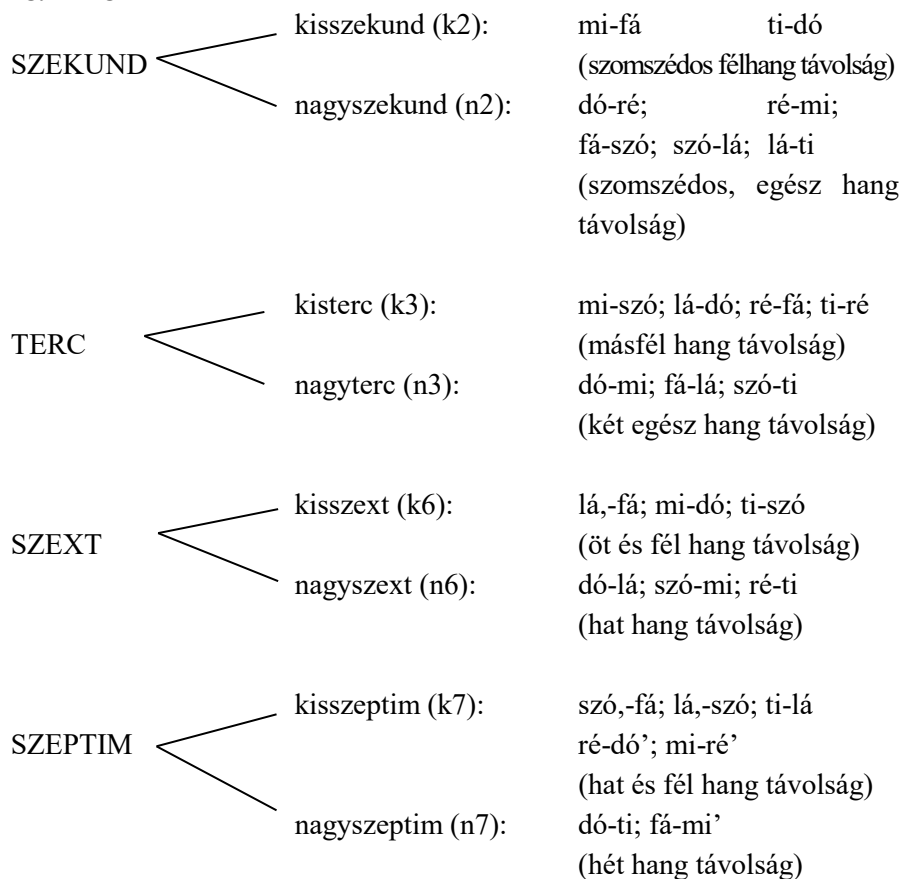 kisszekund (k2): mi-fá ti-dó
SZEKUND (szomszédos félhang távolság)
nagyszekund (n2): dó-ré; ré-mi;
fá-szó; szó-lá; lá-ti
(szomszédos, egész hang
távolság)
kisterc (k3): mi-szó; lá-dó; ré-fá; ti-ré
TERC (másfél hang távolság)
nagyterc (n3): dó-mi; fá-lá; szó-ti
(két egész hang távolság)
kisszext (k6): lá,-fá; mi-dó; ti-szó
SZEXT (öt és fél hang távolság)
nagyszext (n6): dó-lá; szó-mi; ré-ti
(hat hang távolság)
kisszeptim (k7): szó,-fá; lá,-szó; ti-lá
SZEPTIM ré-dó’; mi-ré’
(hat és fél hang távolság)
nagyszeptim (n7): dó-ti; fá-mi’
(hét hang távolság)